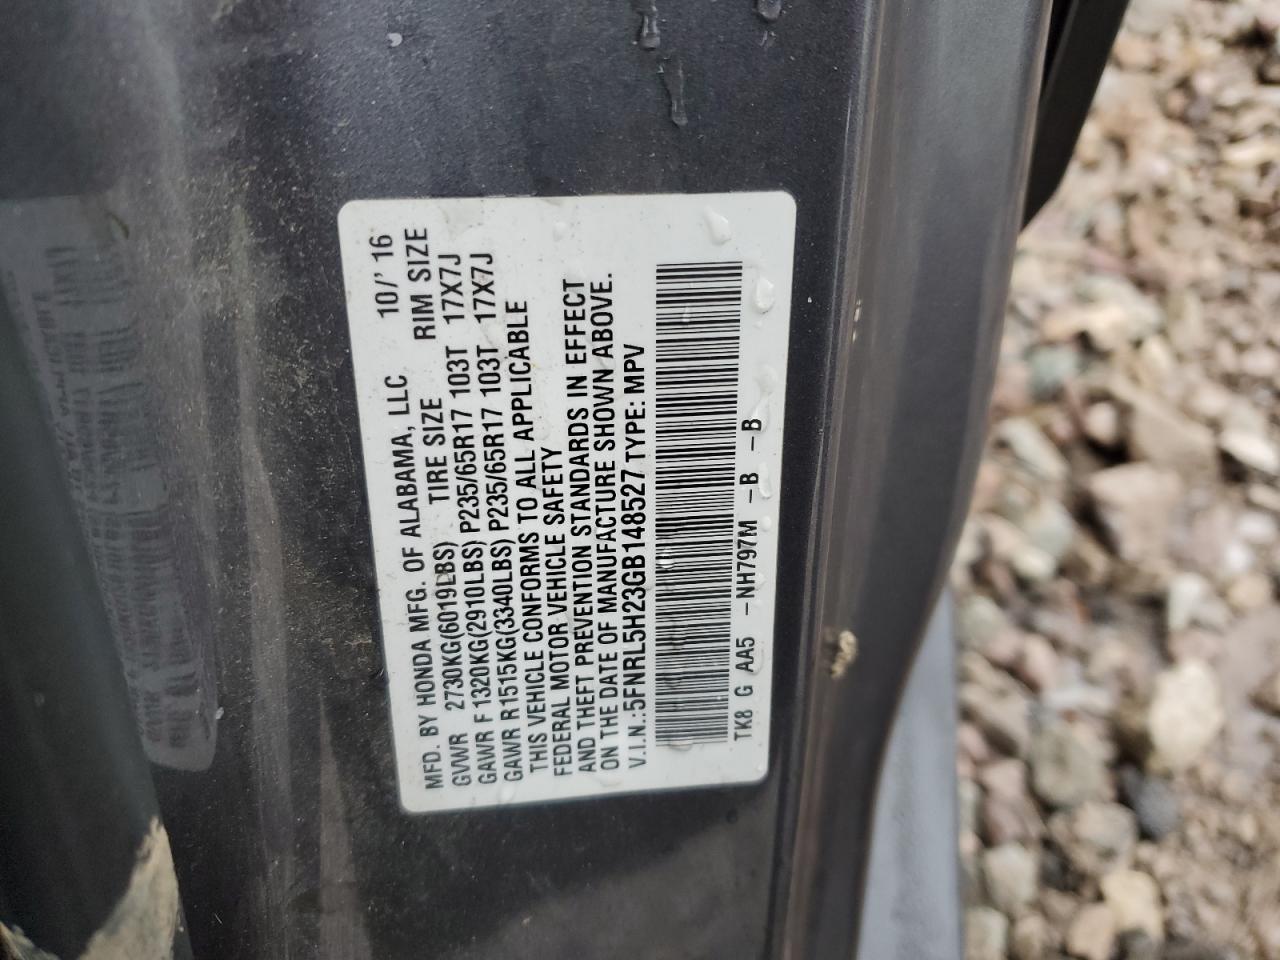 MFD. BY HONDA MFG. OF ALABAMA, LLC 10/' 16
GVWR 2730KG(6019LBS) TIRE SIZE RIM SIZE
GAWR F 1320KG(2910LBS) P235/65R17 103T 17X7J
GAWR R1515KG(3340LBS) P235/65R17 103T 17X7J
THIS VEHICLE CONFORMS TO ALL APPLICABLE
FEDERAL MOTOR VEHICLE SAFETY
AND THEFT PREVENTION STANDARDS IN EFFECT
ON THE DATE OF MANUFACTURE SHOWN ABOVE.
V.I.N.:5FNRL5H23GB148527 TYPE: MPV
TK8 G AA5 -NH797M -B -B